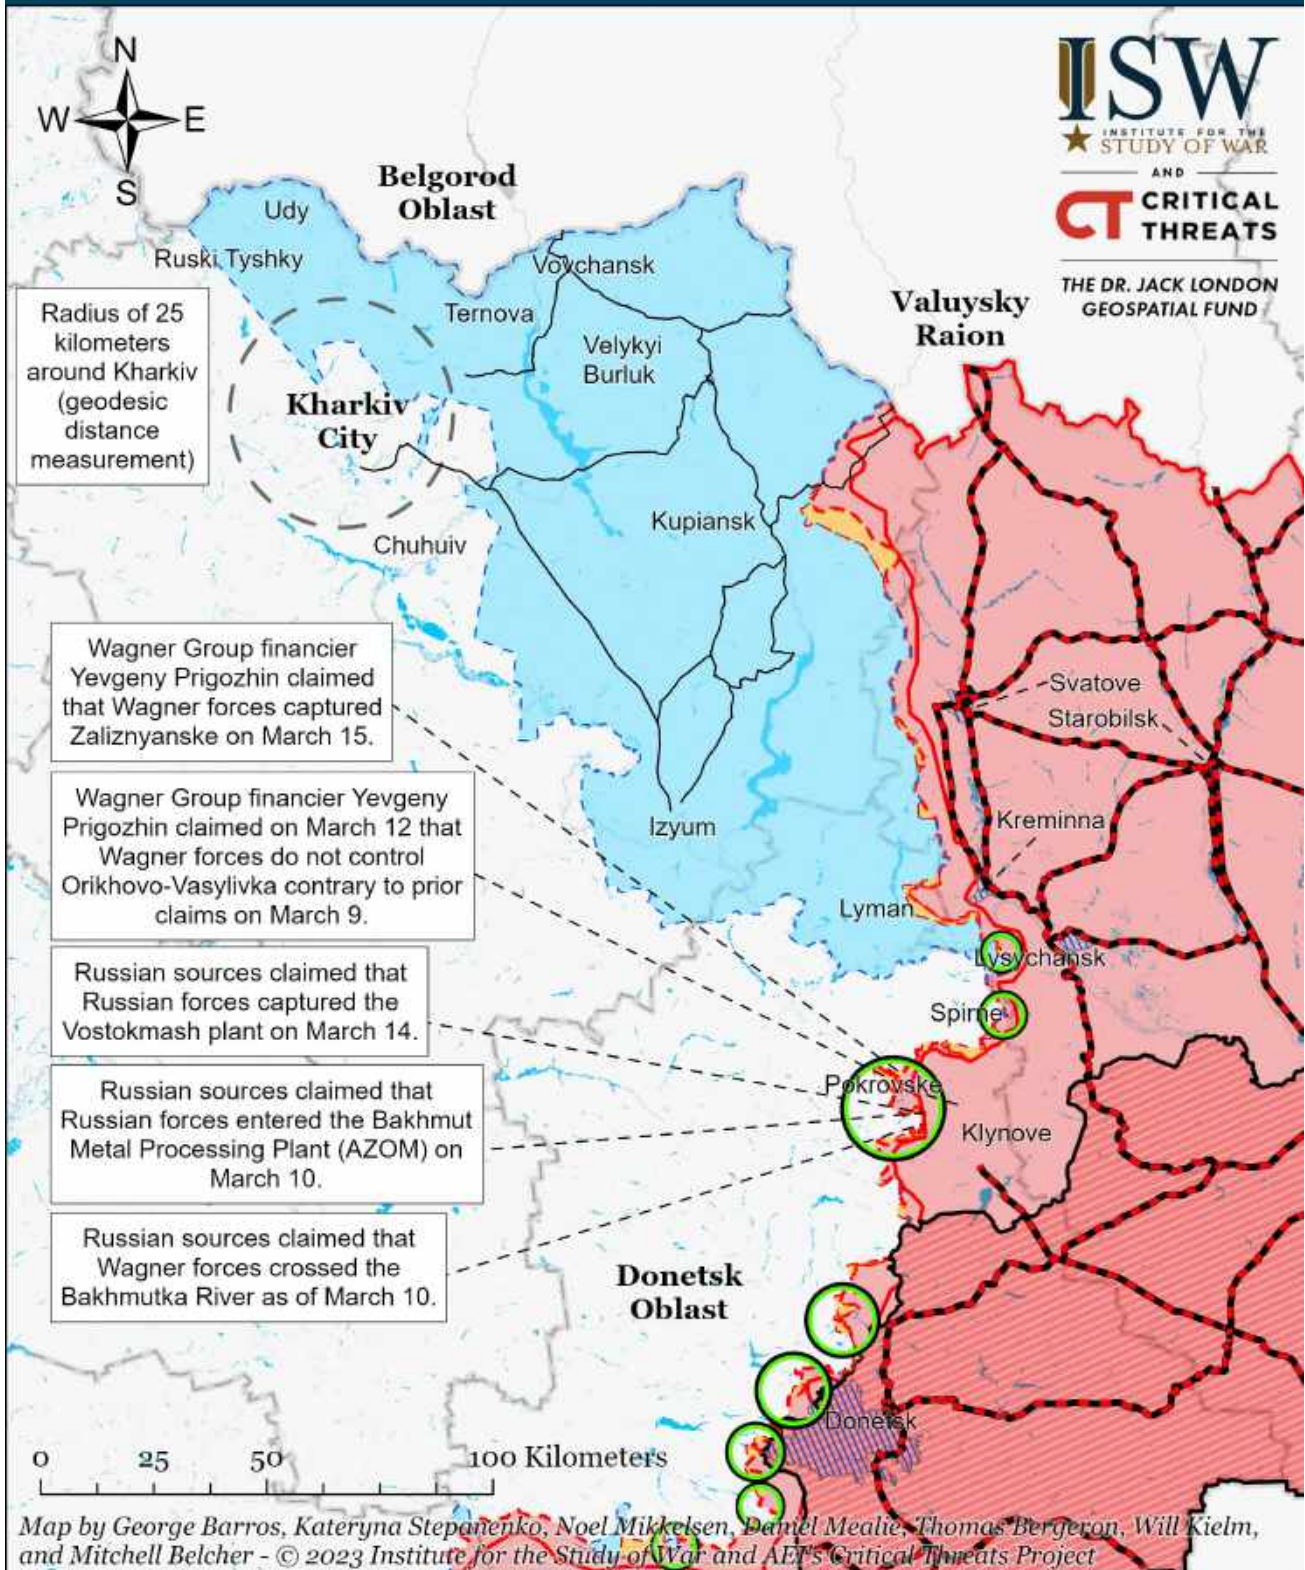 N
W E
S
ISW
INSTITUTE FOR THE
STUDY OF WAR
AND
CT CRITICAL
THREATS
THE DR. JACK LONDON
GEOSPATIAL FUND
Belgorod
Oblast
Udy
Ruski Tyshky
Vovchansk
Ternova
Valuysky
Raion
Radius of 25
kilometers
around Kharkiv
(geodesic
distance
measurement)
Velykyi
Burluk
Kharkiv
City
Kupiansk
Chuhuiv
Wagner Group financier
Yevgeny Prigozhin claimed
that Wagner forces captured
Zaliznyanske on March 15.
Svatove
Starobilsk
Wagner Group financier Yevgeny
Prigozhin claimed on March 12 that
Wagner forces do not control
Orikhovo-Vasylivka contrary to prior
claims on March 9.
Izyum
Kreminna
Lyman
Lysychansk
Russian sources claimed that
Russian forces captured the
Vostokmash plant on March 14.
Spirne
Pokrovske
Russian sources claimed that
Russian forces entered the Bakhmut
Metal Processing Plant (AZOM) on
March 10.
Klynove
Russian sources claimed that
Wagner forces crossed the
Bakhmutka River as of March 10.
Donetsk
Oblast
Donetsk
0 25 50 100 Kilometers
Map by George Barros, Kateryna Stepanenko, Noel Mikkelsen, Daniel Mealie, Thomas Bergeron, Will Kielm,
and Mitchell Belcher - © 2023 Institute for the Study of War and AEI's Critical Threats Project